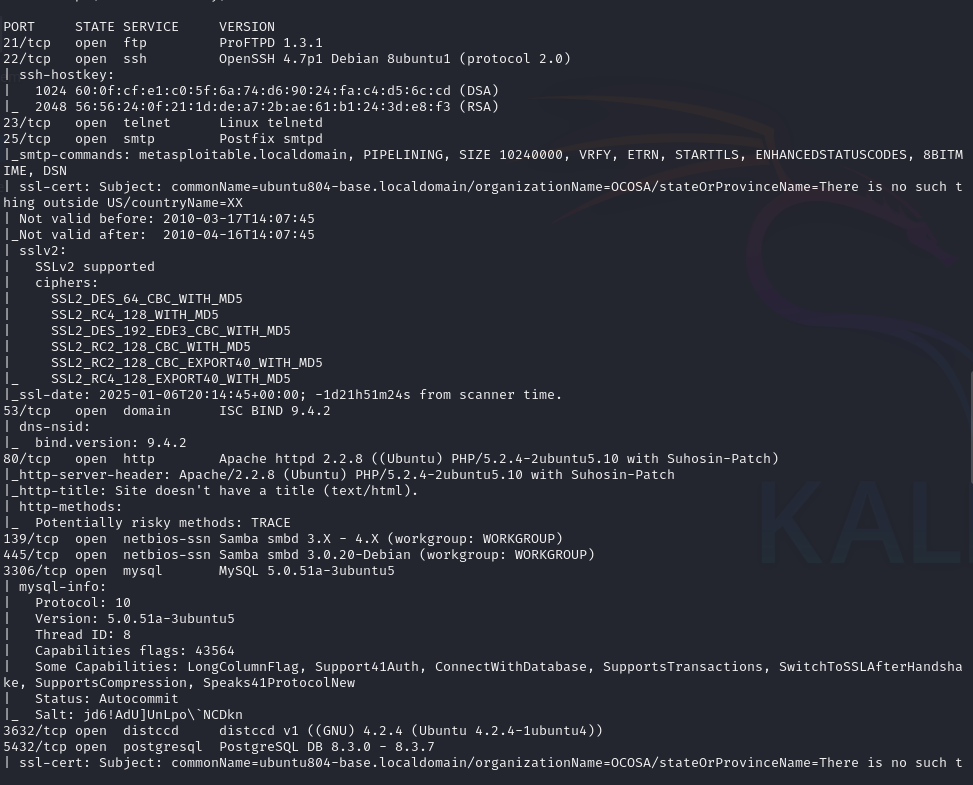 PORT     STATE SERVICE     VERSION
21/tcp   open  ftp         ProFTPD 1.3.1
22/tcp   open  ssh         OpenSSH 4.7p1 Debian 8ubuntu1 (protocol 2.0)
| ssh-hostkey:
|   1024 60:0f:cf:e1:c0:5f:6a:74:d6:90:24:fa:c4:d5:6c:cd (DSA)
|_  2048 56:56:24:0f:21:1d:de:a7:2b:ae:61:b1:24:3d:e8:f3 (RSA)
23/tcp   open  telnet      Linux telnetd
25/tcp   open  smtp        Postfix smtpd
|_smtp-commands: metasploitable.localdomain, PIPELINING, SIZE 10240000, VRFY, ETRN, STARTTLS, ENHANCEDSTATUSCODES, 8BITM
IME, DSN
| ssl-cert: Subject: commonName=ubuntu804-base.localdomain/organizationName=OCOSA/stateOrProvinceName=There is no such t
hing outside US/countryName=XX
| Not valid before: 2010-03-17T14:07:45
|_Not valid after:  2010-04-16T14:07:45
| sslv2:
|   SSLv2 supported
|   ciphers:
|     SSL2_DES_64_CBC_WITH_MD5
|     SSL2_RC4_128_WITH_MD5
|     SSL2_DES_192_EDE3_CBC_WITH_MD5
|     SSL2_RC2_128_CBC_WITH_MD5
|     SSL2_RC2_128_CBC_EXPORT40_WITH_MD5
|_    SSL2_RC4_128_EXPORT40_WITH_MD5
|_ssl-date: 2025-01-06T20:14:45+00:00; -1d21h51m24s from scanner time.
53/tcp   open  domain      ISC BIND 9.4.2
| dns-nsid:
|_  bind.version: 9.4.2
80/tcp   open  http        Apache httpd 2.2.8 ((Ubuntu) PHP/5.2.4-2ubuntu5.10 with Suhosin-Patch)
|_http-server-header: Apache/2.2.8 (Ubuntu) PHP/5.2.4-2ubuntu5.10 with Suhosin-Patch
|_http-title: Site doesn't have a title (text/html).
| http-methods:
|_  Potentially risky methods: TRACE
139/tcp  open  netbios-ssn Samba smbd 3.X - 4.X (workgroup: WORKGROUP)
445/tcp  open  netbios-ssn Samba smbd 3.0.20-Debian (workgroup: WORKGROUP)
3306/tcp open  mysql       MySQL 5.0.51a-3ubuntu5
| mysql-info:
|   Protocol: 10
|   Version: 5.0.51a-3ubuntu5
|   Thread ID: 8
|   Capabilities flags: 43564
|   Some Capabilities: LongColumnFlag, Support41Auth, ConnectWithDatabase, SupportsTransactions, SwitchToSSLAfterHandsha
ke, SupportsCompression, Speaks41ProtocolNew
|   Status: Autocommit
|_  Salt: jd6!AdU]UnLpo\`NCDkn
3632/tcp open  distccd     distccd v1 ((GNU) 4.2.4 (Ubuntu 4.2.4-1ubuntu4))
5432/tcp open  postgresql  PostgreSQL DB 8.3.0 - 8.3.7
| ssl-cert: Subject: commonName=ubuntu804-base.localdomain/organizationName=OCOSA/stateOrProvinceName=There is no such t
KAL